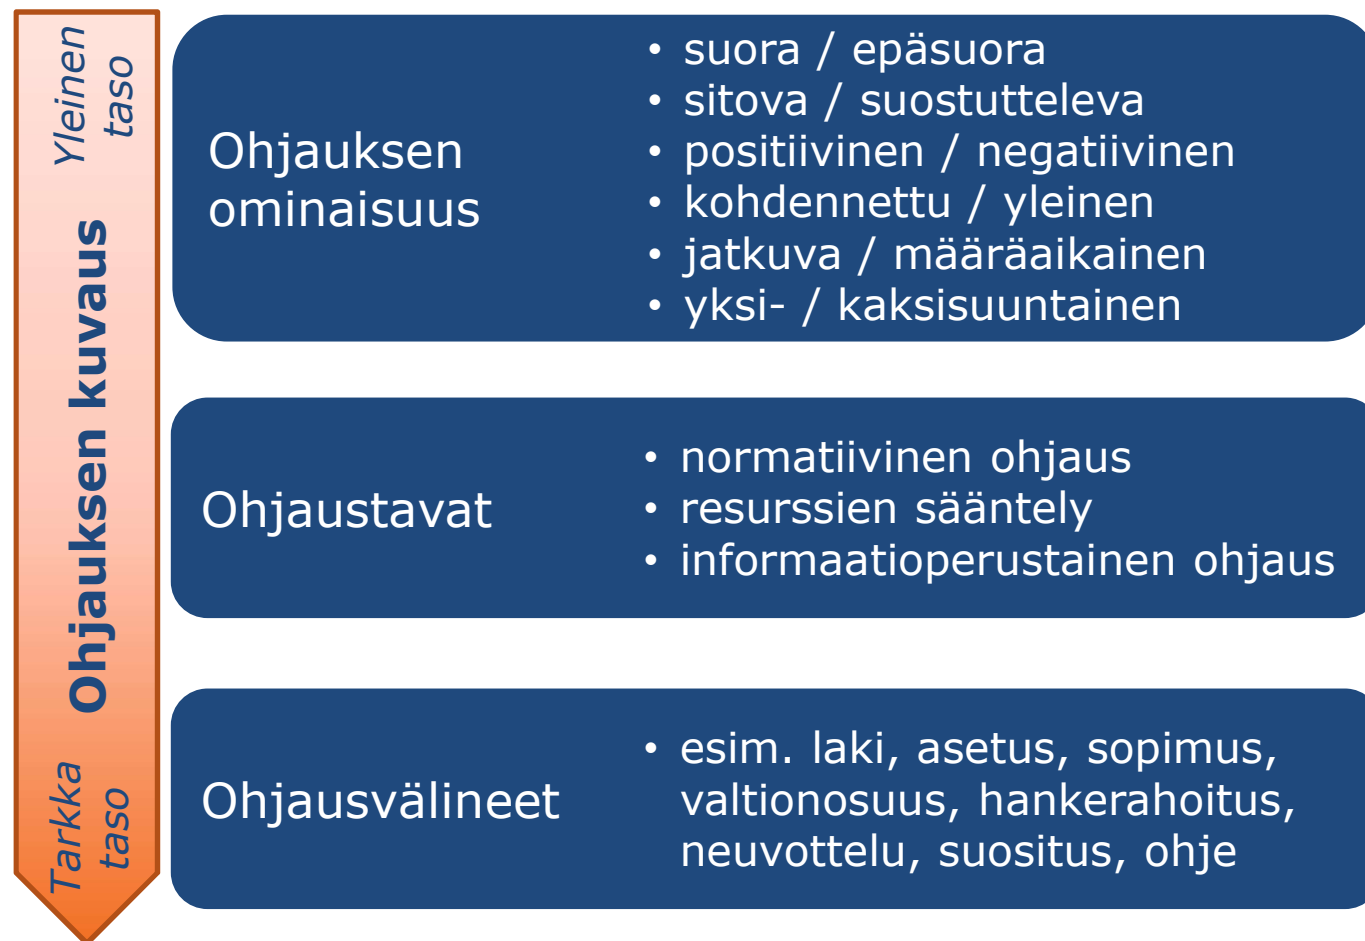 Yleinen
taso
Ohjauksen kuvaus
Tarkka
taso
Ohjauksen
ominaisuus
• suora / epäsuora
• sitova / suostutteleva
• positiivinen / negatiivinen
• kohdennettu / yleinen
• jatkuva / määräaikainen
• yksi- / kaksisuuntainen
Ohjaustavat
• normatiivinen ohjaus
• resurssien sääntely
• informaatioperustainen ohjaus
Ohjausvälineet
• esim. laki, asetus, sopimus,
valtionosuus, hankerahoitus,
neuvottelu, suositus, ohje